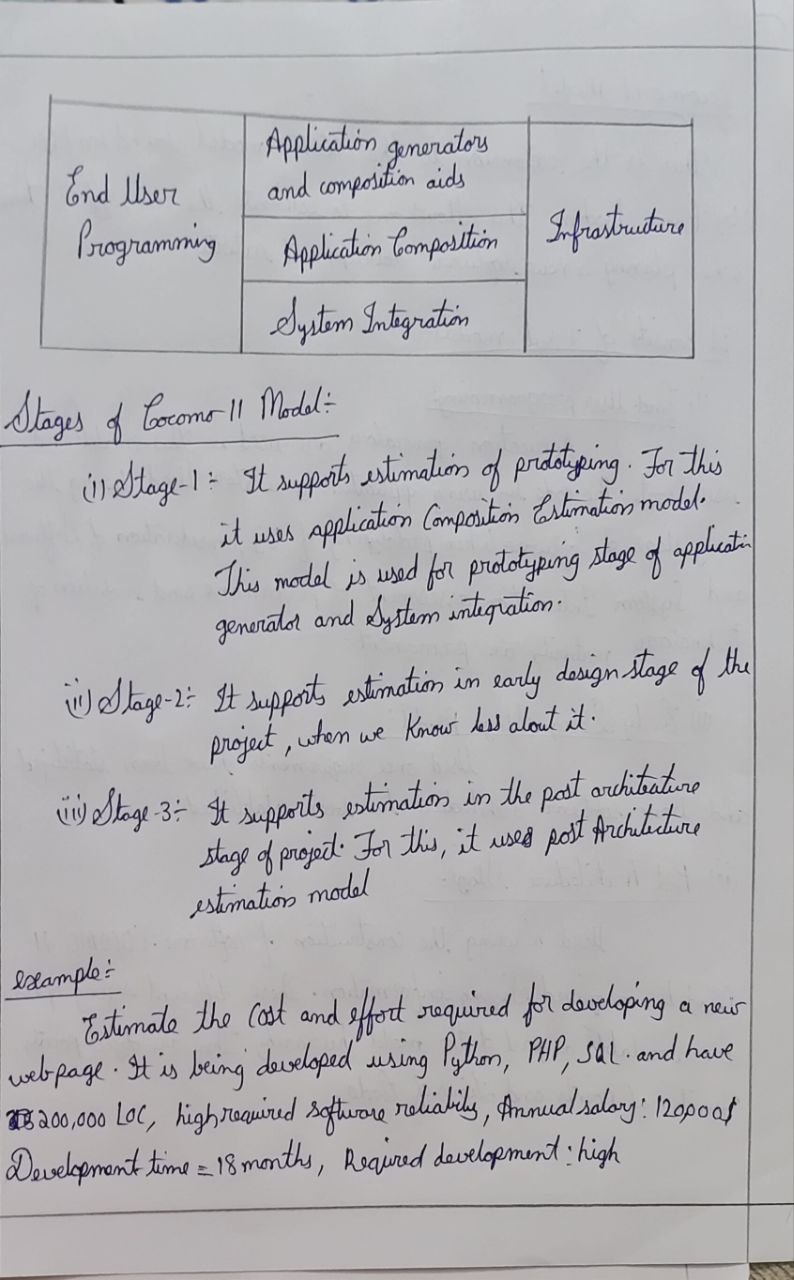 End User
Programming
Application generators
and composition aids
Application Composition
System Integration
Infrastructure
Stages of Cocomo II Model:-
(i) Stage-1:- It supports estimation of prototyping. For this
it uses application Composition Estimation model.
This model is used for prototyping stage of applicatin
generator and System integration.
(ii) Stage-2:- It supports estimation in early design stage of the
project, when we Know less about it.
(iii) Stage-3:- It supports estimation in the post architecture
stage of project. For this, it uses post Architecture
estimation model
example:-
Estimate the Cost and effort required for developing a new
webpage. It is being developed using Python, PHP, SQL. and have
200,000 LOC, high required software reliability, Annual salary: 120,000$
Development time = 18 months, Required development: high